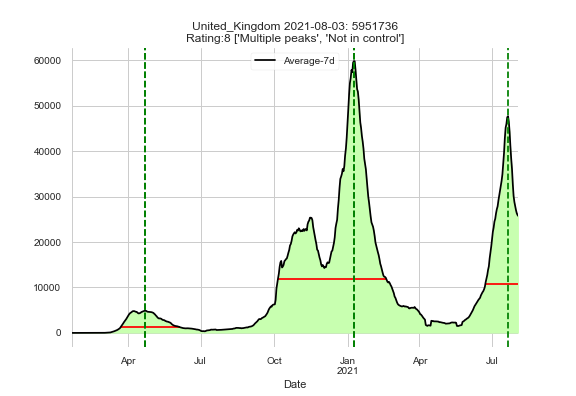 United_Kingdom 2021-08-03: 5951736
Rating:8 ['Multiple peaks', 'Not in control']
Average-7d
60000
50000
40000
30000
20000
10000
0
Apr Jul Oct Jan Apr Jul
2021
Date